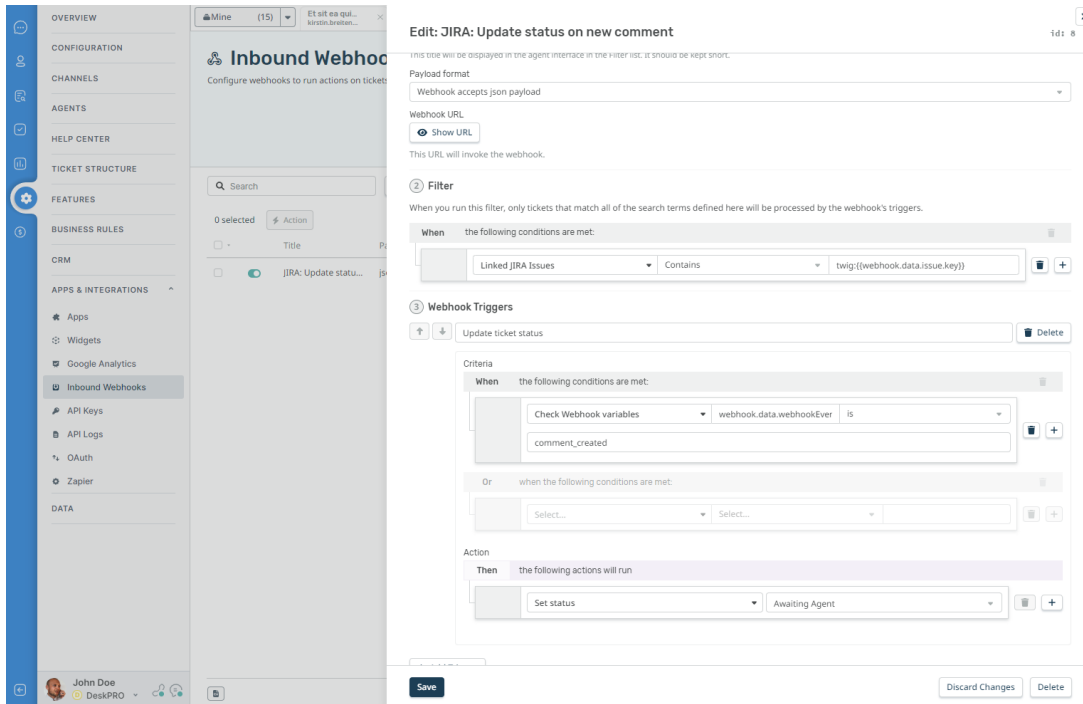 OVERVIEW
CONFIGURATION
CHANNELS
AGENTS
HELP CENTER
TICKET STRUCTURE
FEATURES
BUSINESS RULES
CRM
APPS & INTEGRATIONS
Apps
Widgets
Google Analytics
Inbound Webhooks
API Keys
API Logs
OAuth
Zapier
DATA
John Doe
DeskPRO
Mine (15)
Et sit ea qui...
kirstin.breiten...
Inbound Webhoo
Configure webhooks to run actions on tickets
Search
0 selected
Action
Title
Pa
JIRA: Update statu...
jso
Edit: JIRA: Update status on new comment
id: 8
This title will be displayed in the agent interface in the Filter list. It should be kept short.
Payload format
Webhook accepts json payload
Webhook URL
Show URL
This URL will invoke the webhook.
2 Filter
When you run this filter, only tickets that match all of the search terms defined here will be processed by the webhook's triggers.
When the following conditions are met:
Linked JIRA Issues
Contains
twig:{{webhook.data.issue.key}}
3 Webhook Triggers
Update ticket status
Delete
Criteria
When the following conditions are met:
Check Webhook variables
webhook.data.webhookEver
is
comment_created
Or when the following conditions are met:
Select...
Select...
Action
Then the following actions will run
Set status
Awaiting Agent
Save
Discard Changes
Delete